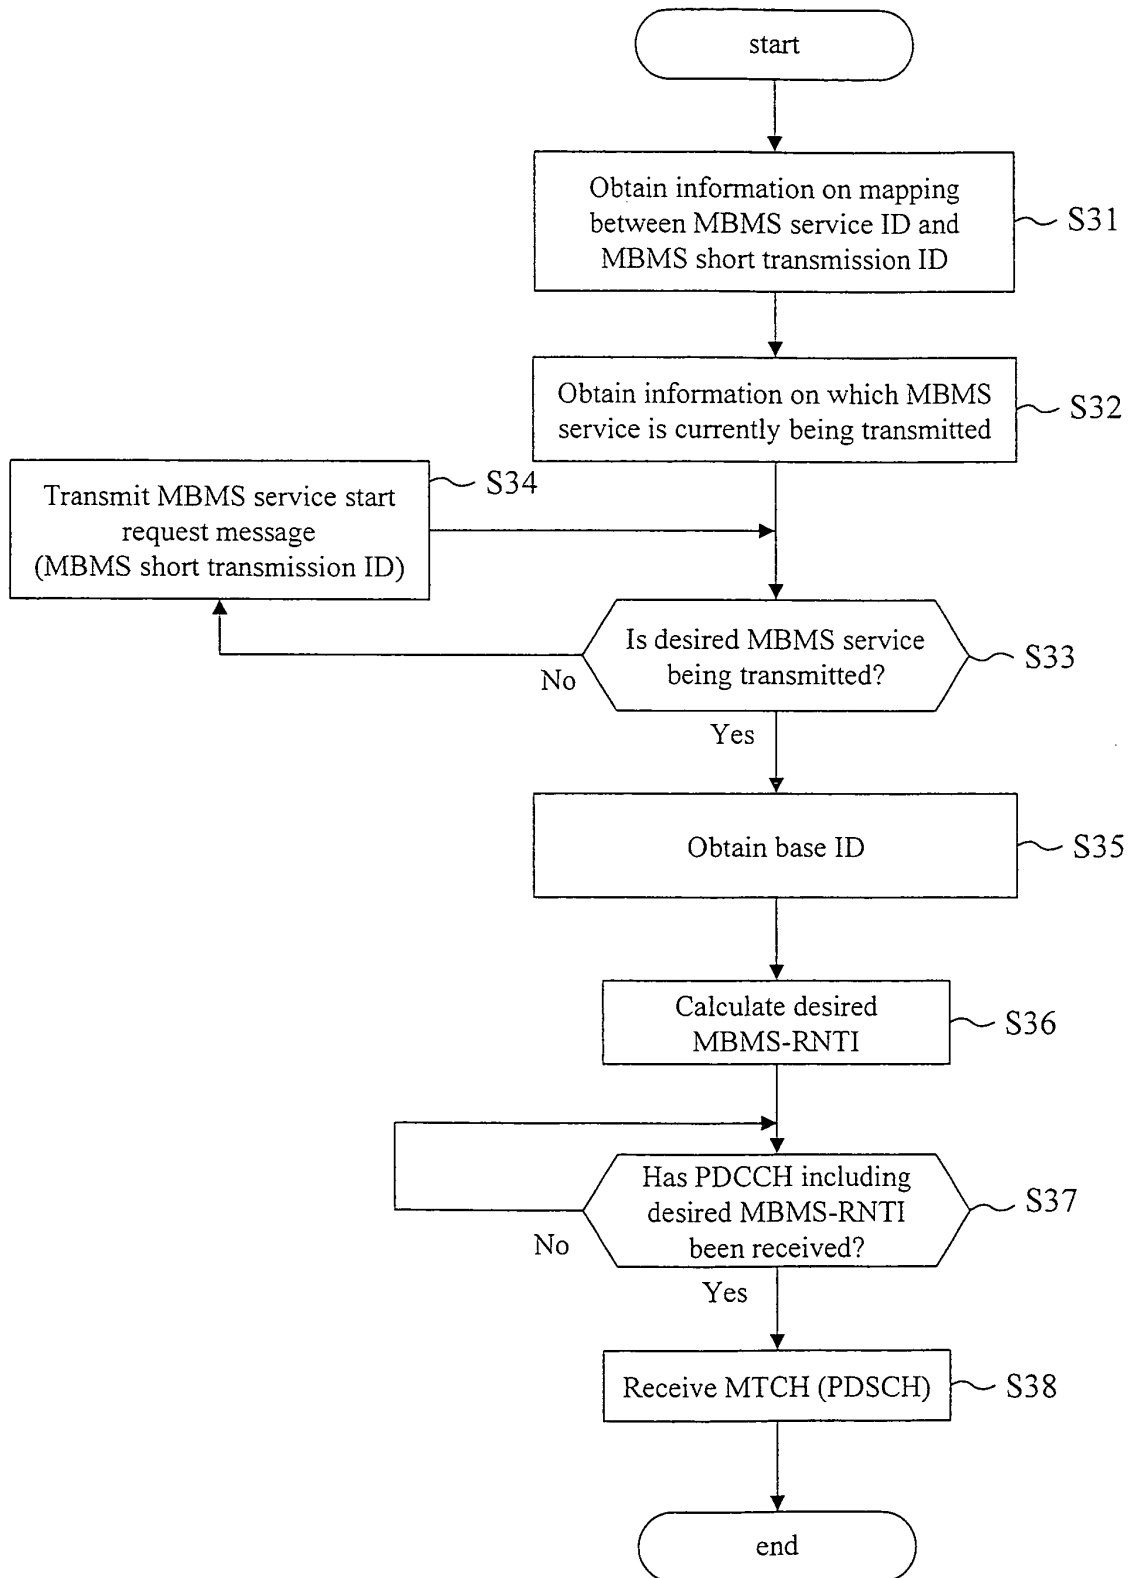 start
Obtain information on mapping
between MBMS service ID and
MBMS short transmission ID
S31
Obtain information on which MBMS
service is currently being transmitted
S32
Transmit MBMS service start
request message
(MBMS short transmission ID)
S34
Is desired MBMS service
being transmitted?
S33
No
Yes
Obtain base ID
S35
Calculate desired
MBMS-RNTI
S36
Has PDCCH including
desired MBMS-RNTI
been received?
S37
No
Yes
Receive MTCH (PDSCH)
S38
end